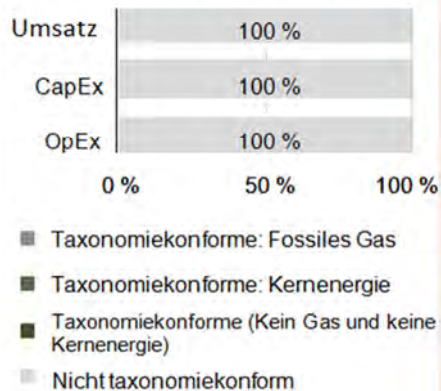 Umsatz 100 %
CapEx 100 %
OpEx 100 %
0 % 50 % 100 %
Taxonomiekonforme: Fossiles Gas
Taxonomiekonforme: Kernenergie
Taxonomiekonforme (Kein Gas und keine
Kernenergie)
Nicht taxonomiekonform